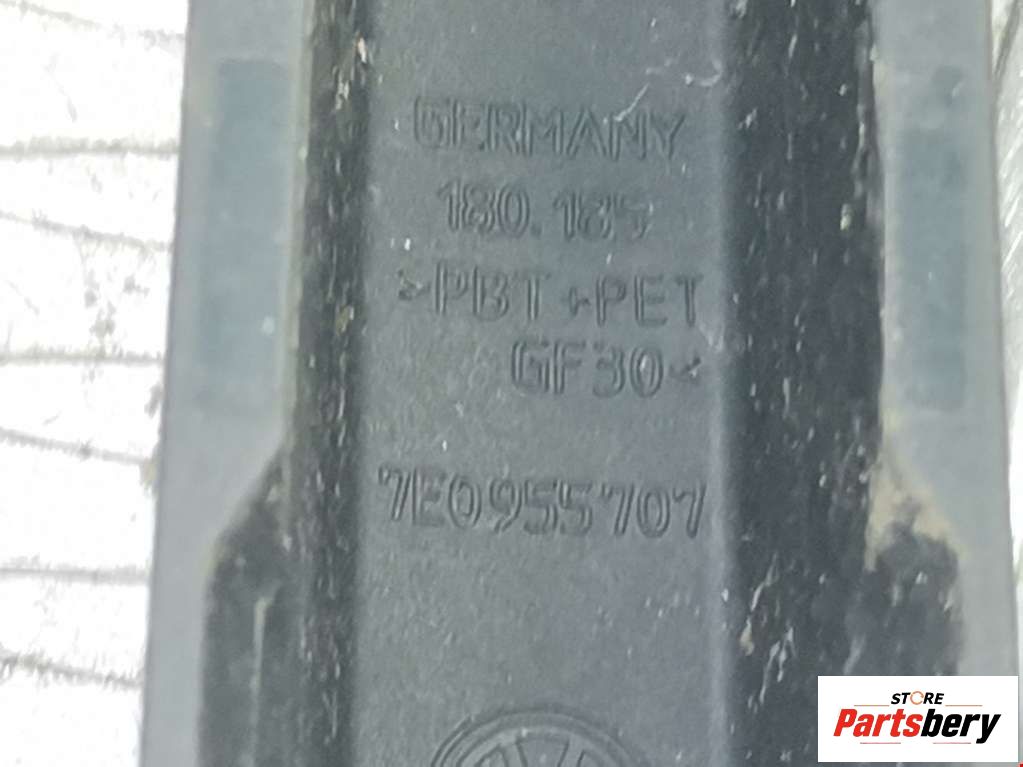 GERMANY
180.185
>PBT+PET
GF30<
7E0955707
STORE
Partsbery